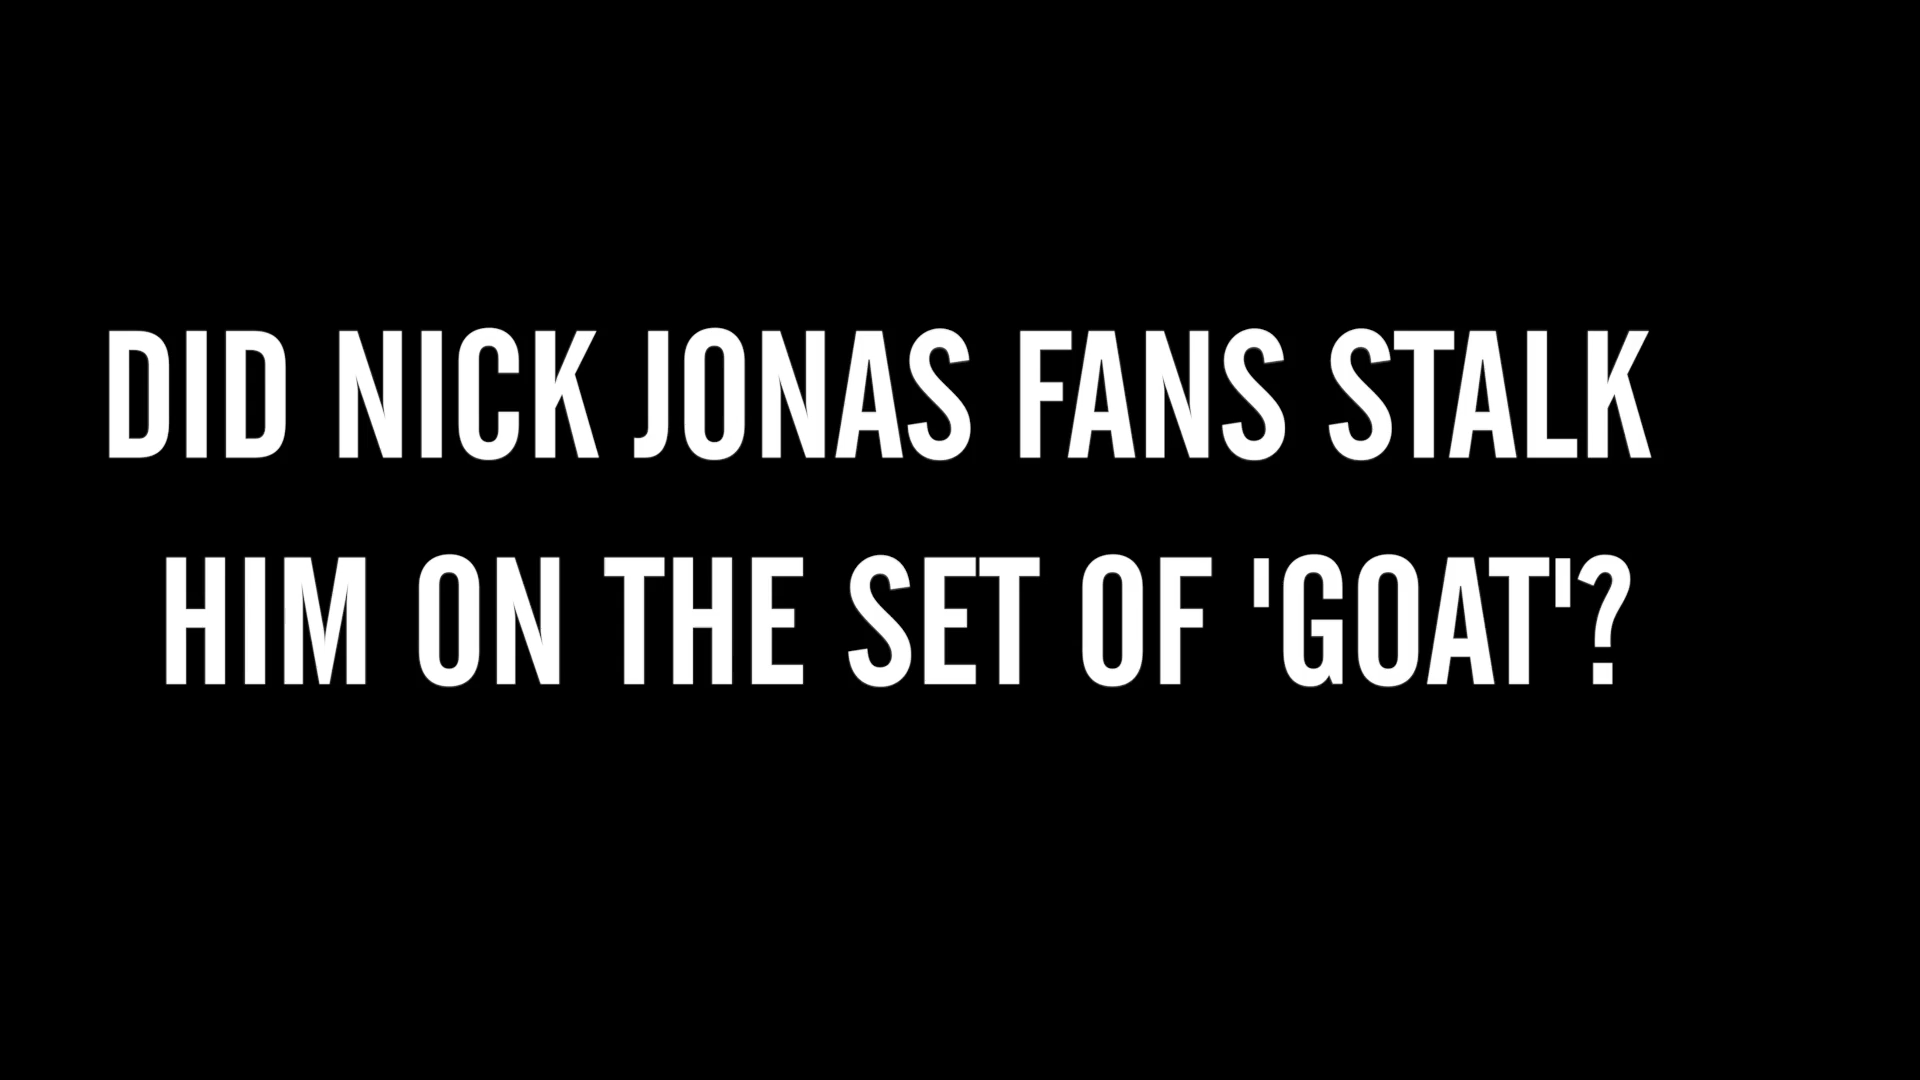 DID NICK JONAS FANS STALK
HIM ON THE SET OF 'GOAT'?